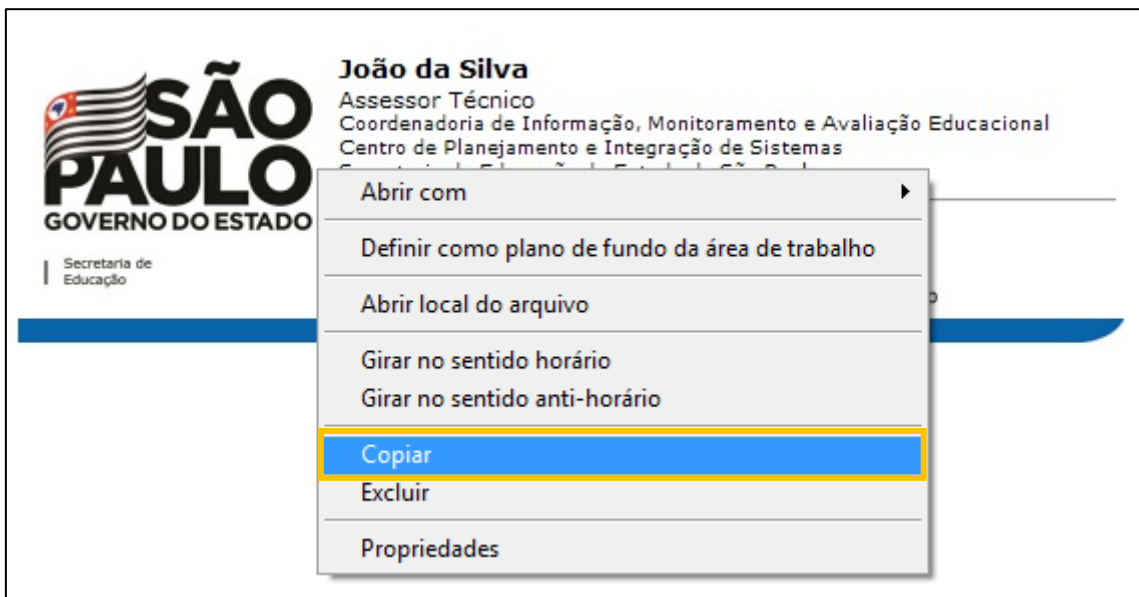 SÃO
PAULO
GOVERNO DO ESTADO
Secretaria de
Educação
João da Silva
Assessor Técnico
Coordenadoria de Informação, Monitoramento e Avaliação Educacional
Centro de Planejamento e Integração de Sistemas
Abrir com
Definir como plano de fundo da área de trabalho
Abrir local do arquivo
Girar no sentido horário
Girar no sentido anti-horário
Copiar
Excluir
Propriedades